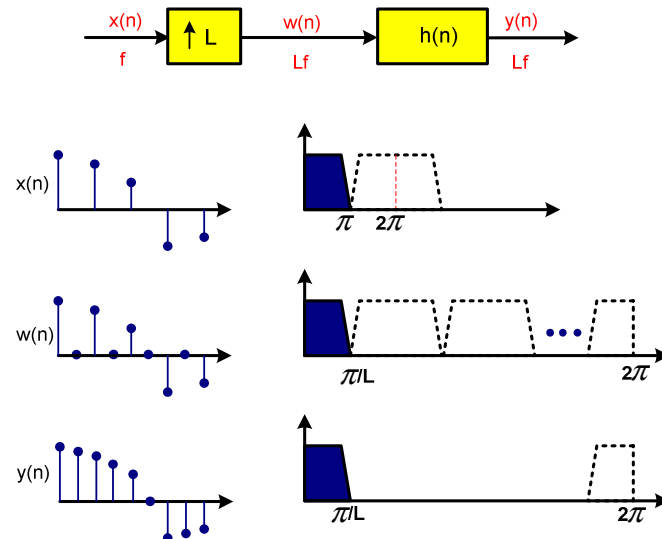 x(n) w(n) y(n)
↑ L h(n)
f Lf Lf
x(n)
π 2π
w(n)
π/L 2π
y(n)
π/L 2π